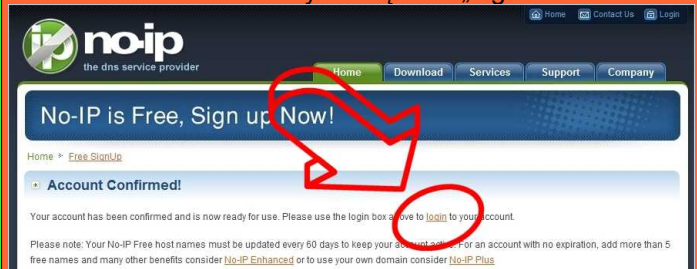 Home Contact Us Login
no-ip
the dns service provider
Home Download Services Support Company
No-IP is Free, Sign up Now!
Home Free SignUp
Account Confirmed!
Your account has been confirmed and is now ready for use. Please use the login box above to login to your account.
Please note: Your No-IP Free host names must be updated every 60 days to keep your account active. For an account with no expiration, add more than 5
free names and many other benefits consider No-IP Enhanced or to use your own domain consider No-IP Plus